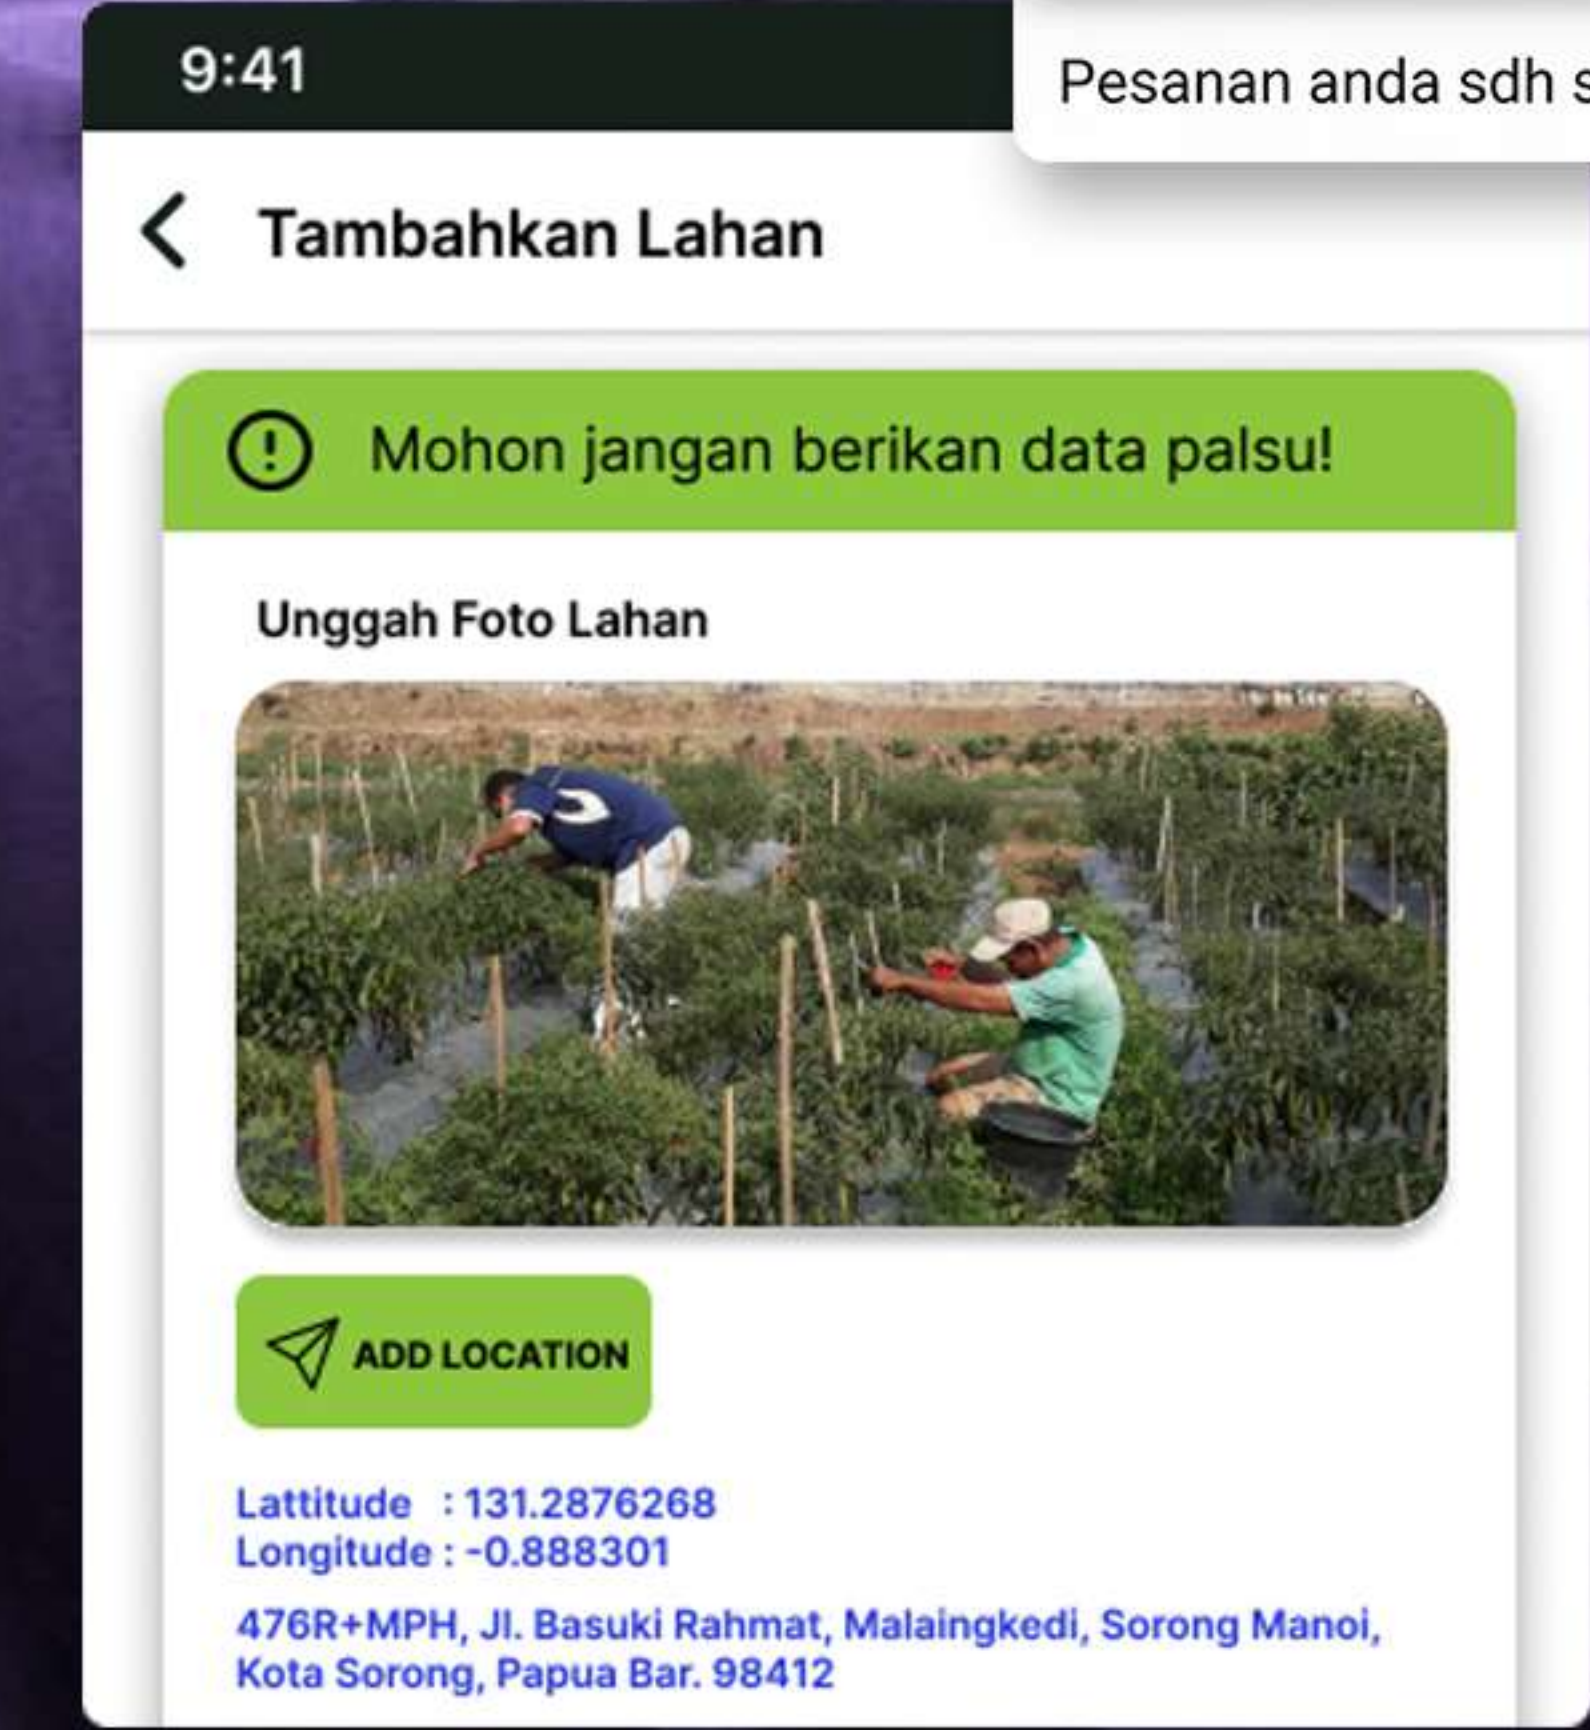 9:41
Pesanan anda sdh
Tambahkan Lahan
Mohon jangan berikan data palsu!
Unggah Foto Lahan
ADD LOCATION
Lattitude : 131.2876268
Longitude : -0.888301
476R+MPH, Jl. Basuki Rahmat, Malaingkedi, Sorong Manoi,
Kota Sorong, Papua Bar. 98412